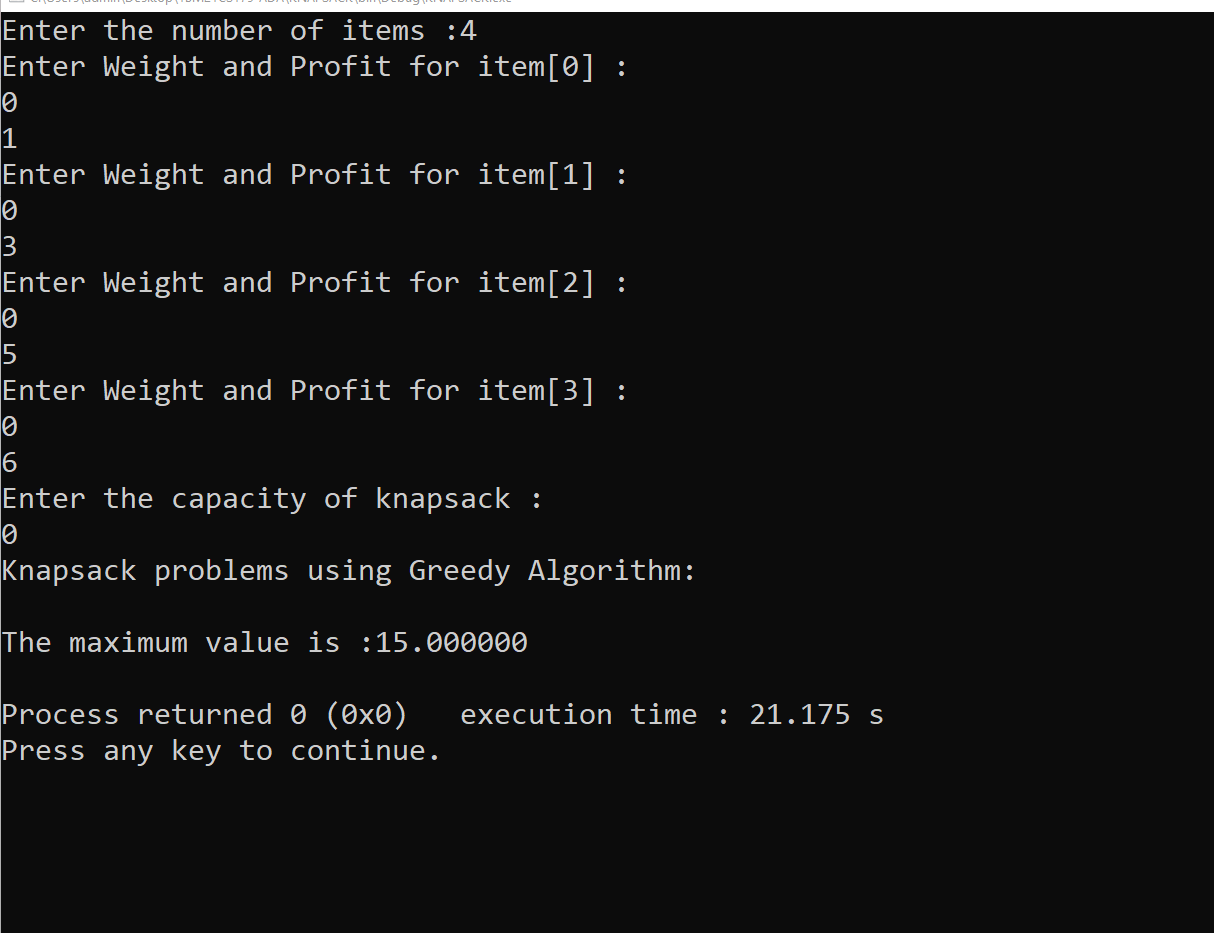 Enter the number of items :4
Enter Weight and Profit for item[0] :
0
1
Enter Weight and Profit for item[1] :
0
3
Enter Weight and Profit for item[2] :
0
5
Enter Weight and Profit for item[3] :
0
6
Enter the capacity of knapsack :
0
Knapsack problems using Greedy Algorithm:
The maximum value is :15.000000
Process returned 0 (0x0)   execution time : 21.175 s
Press any key to continue.